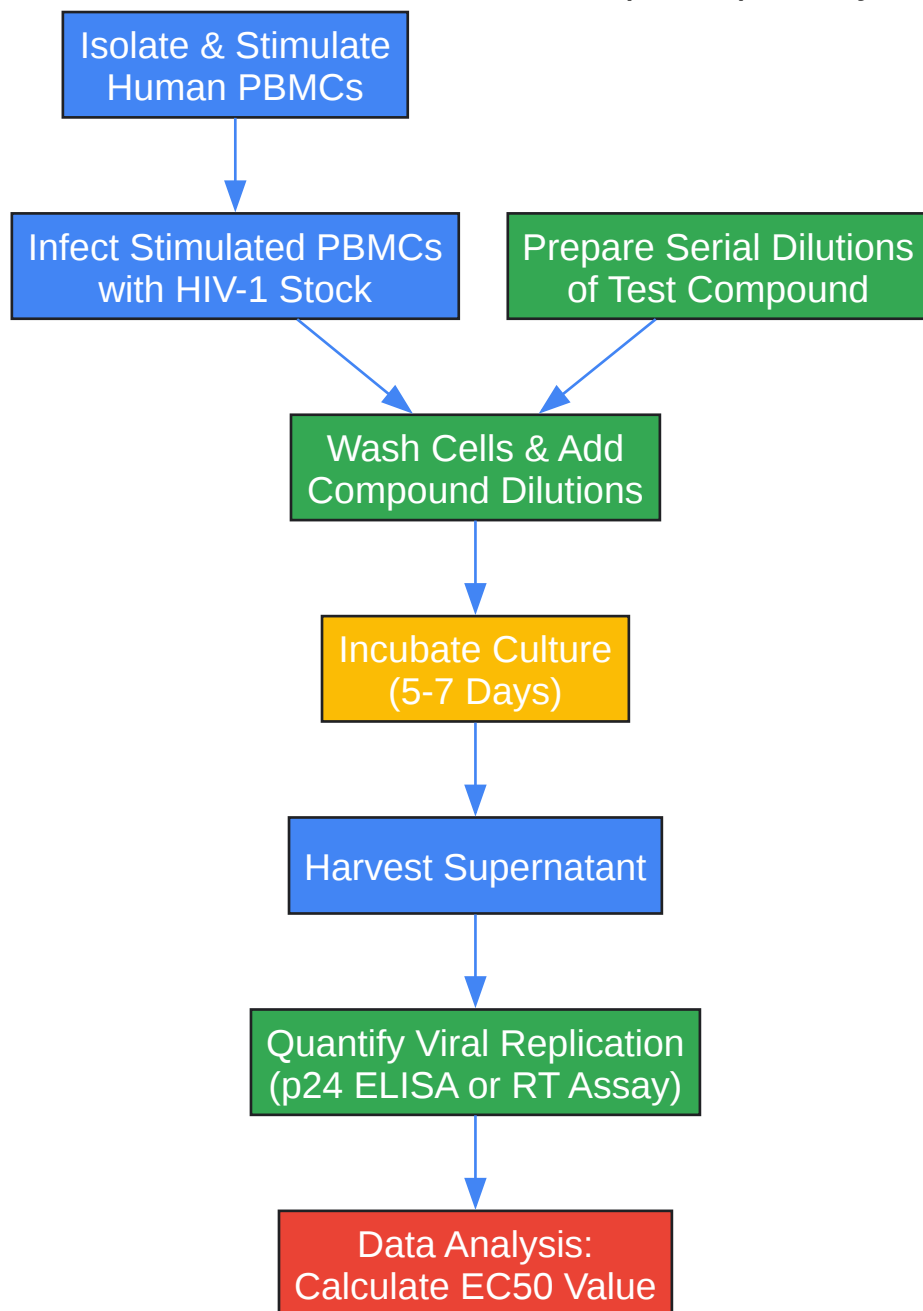 Isolate & Stimulate
Human PBMCs
Infect Stimulated PBMCs
with HIV-1 Stock
Prepare Serial Dilutions
of Test Compound
Wash Cells & Add
Compound Dilutions
Incubate Culture
(5-7 Days)
Harvest Supernatant
Quantify Viral Replication
(p24 ELISA or RT Assay)
Data Analysis:
Calculate EC50 Value